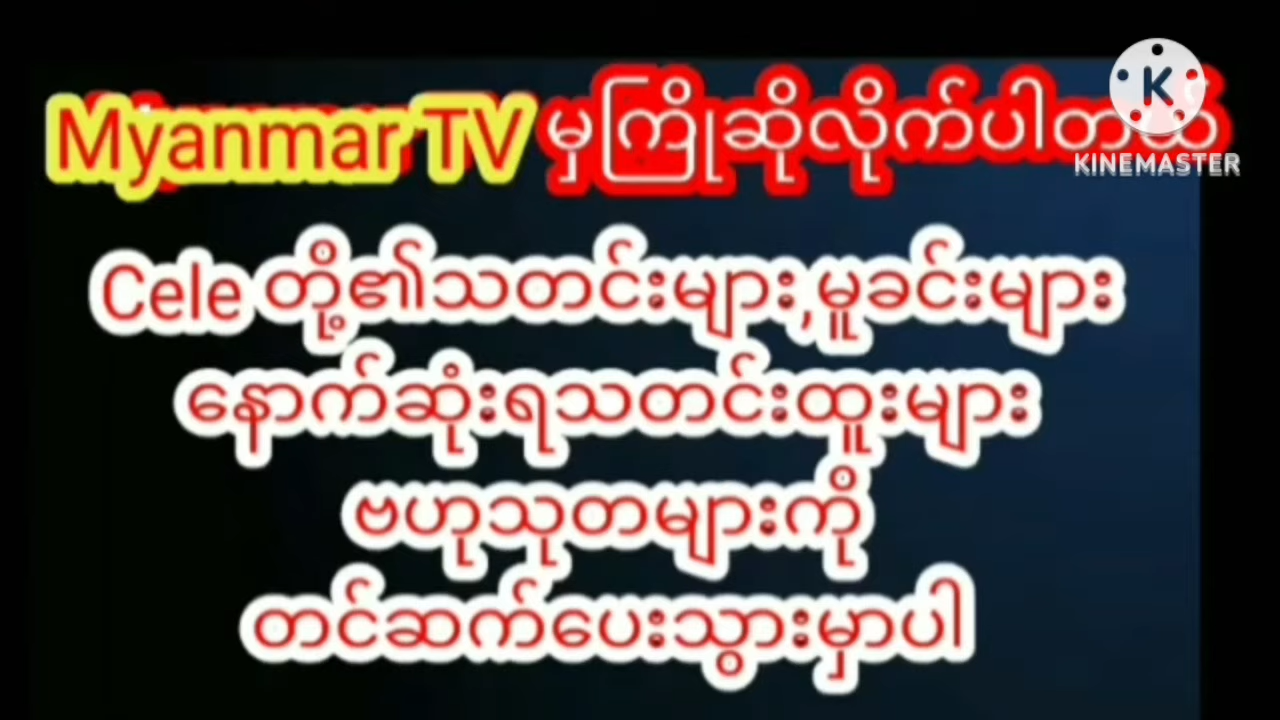 Myanmar TV မှကြိုဆိုလိုက်ပါတယ်
K
KINEMASTER
Cele တို့၏သတင်းများ,မူခင်းများ
နောက်ဆုံးရသတင်းထူးများ
ဗဟုသုတများကို
တင်ဆက်ပေးသွားမှာပါ